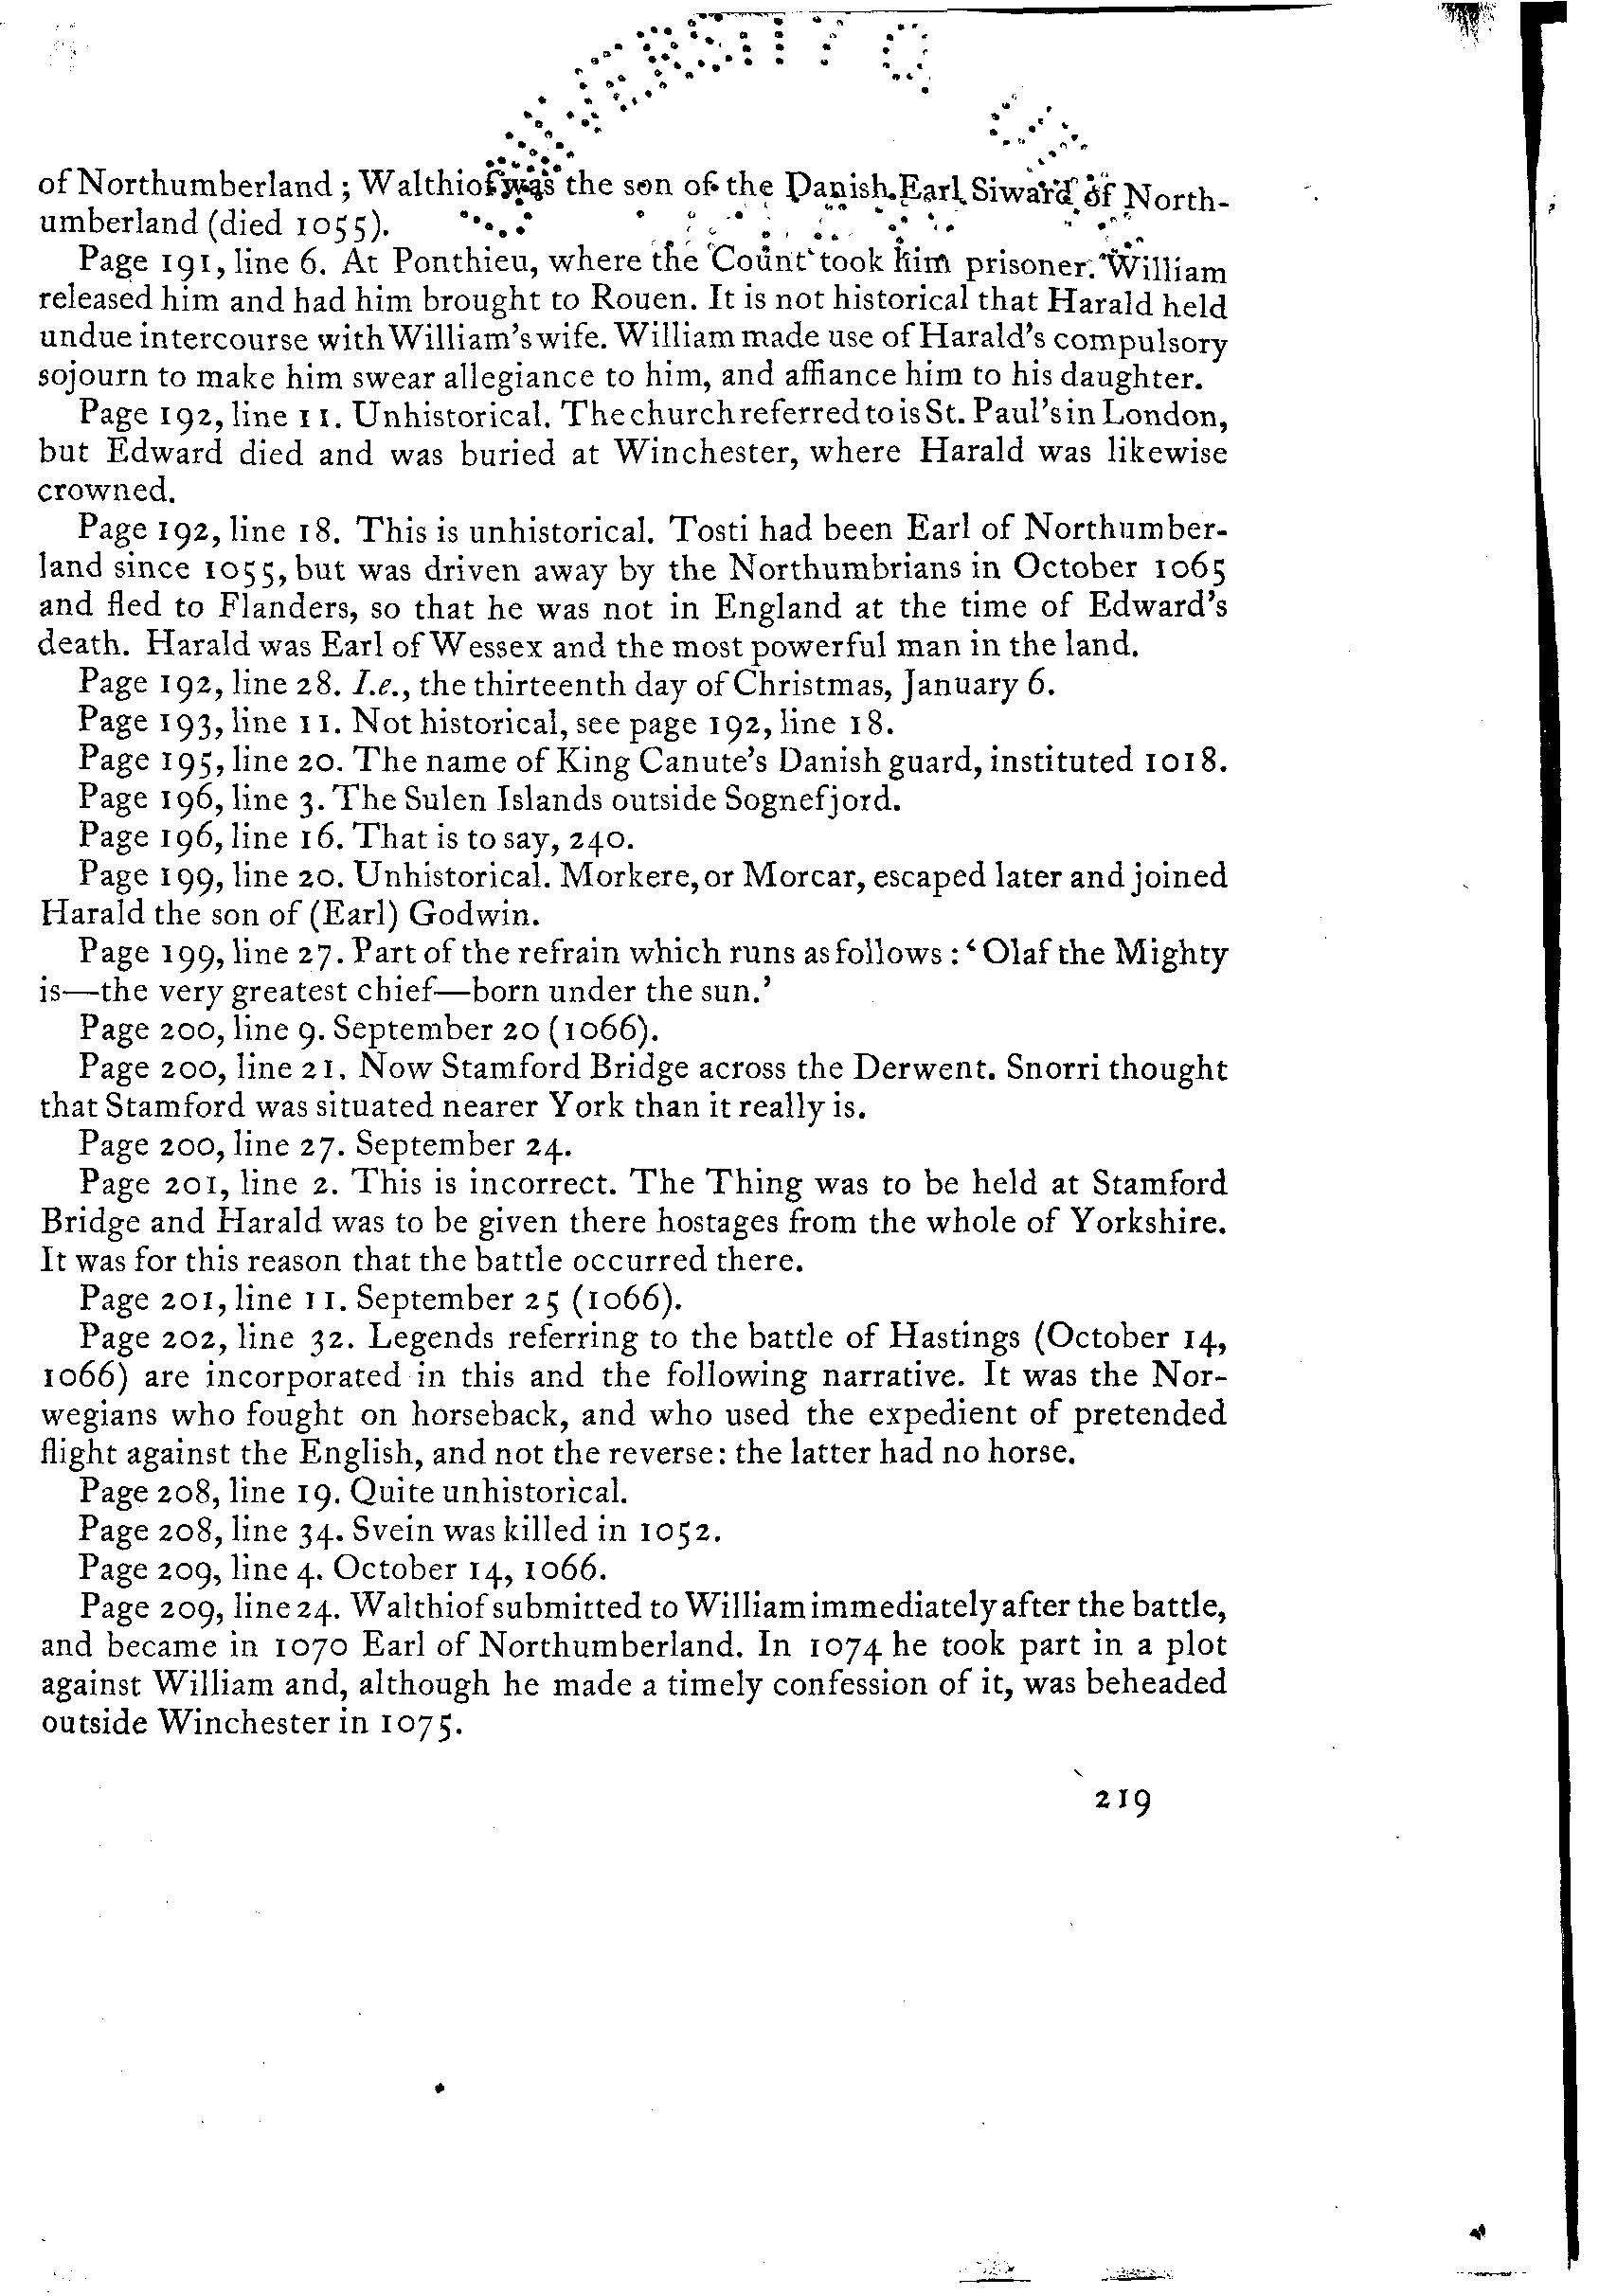 of Northumberland; Walthiof was the son of the Danish Earl Siward of North-
umberland (died 1055).
Page 191, line 6. At Ponthieu, where the Count took him prisoner. William
released him and had him brought to Rouen. It is not historical that Harald held
undue intercourse with William's wife. William made use of Harald's compulsory
sojourn to make him swear allegiance to him, and affiance him to his daughter.
Page 192, line 11. Unhistorical. The church referred to is St. Paul's in London,
but Edward died and was buried at Winchester, where Harald was likewise
crowned.
Page 192, line 18. This is unhistorical. Tosti had been Earl of Northumber-
land since 1055, but was driven away by the Northumbrians in October 1065
and fled to Flanders, so that he was not in England at the time of Edward's
death. Harald was Earl of Wessex and the most powerful man in the land.
Page 192, line 28. I.e., the thirteenth day of Christmas, January 6.
Page 193, line 11. Not historical, see page 192, line 18.
Page 195, line 20. The name of King Canute's Danish guard, instituted 1018.
Page 196, line 3. The Sulen Islands outside Sognefjord.
Page 196, line 16. That is to say, 240.
Page 199, line 20. Unhistorical. Morkere, or Morcar, escaped later and joined
Harald the son of (Earl) Godwin.
Page 199, line 27. Part of the refrain which runs as follows: 'Olaf the Mighty
is—the very greatest chief—born under the sun.'
Page 200, line 9. September 20 (1066).
Page 200, line 21. Now Stamford Bridge across the Derwent. Snorri thought
that Stamford was situated nearer York than it really is.
Page 200, line 27. September 24.
Page 201, line 2. This is incorrect. The Thing was to be held at Stamford
Bridge and Harald was to be given there hostages from the whole of Yorkshire.
It was for this reason that the battle occurred there.
Page 201, line 11. September 25 (1066).
Page 202, line 32. Legends referring to the battle of Hastings (October 14,
1066) are incorporated in this and the following narrative. It was the Nor-
wegians who fought on horseback, and who used the expedient of pretended
flight against the English, and not the reverse: the latter had no horse.
Page 208, line 19. Quite unhistorical.
Page 208, line 34. Svein was killed in 1052.
Page 209, line 4. October 14, 1066.
Page 209, line 24. Walthiof submitted to William immediately after the battle,
and became in 1070 Earl of Northumberland. In 1074 he took part in a plot
against William and, although he made a timely confession of it, was beheaded
outside Winchester in 1075.
219